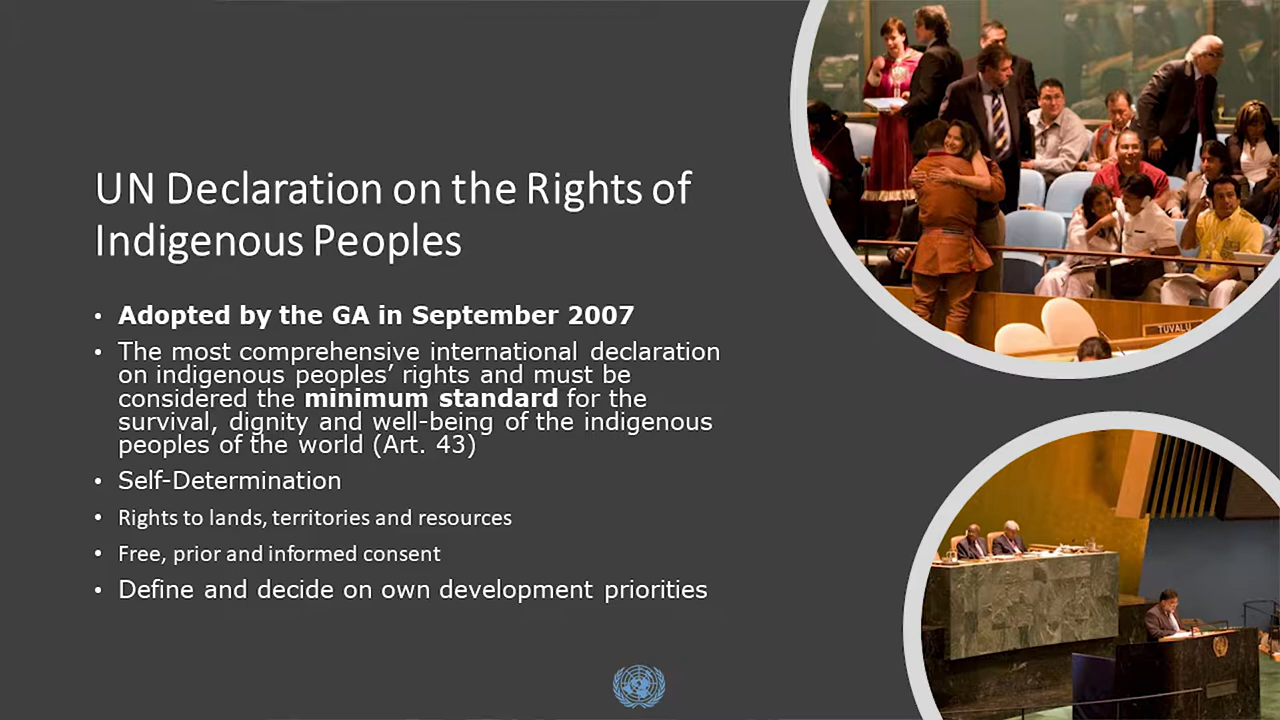 UN Declaration on the Rights of
Indigenous Peoples
• Adopted by the GA in September 2007
• The most comprehensive international declaration
on indigenous peoples’ rights and must be
considered the minimum standard for the
survival, dignity and well-being of the indigenous
peoples of the world (Art. 43)
• Self-Determination
• Rights to lands, territories and resources
• Free, prior and informed consent
• Define and decide on own development priorities
TUVALU